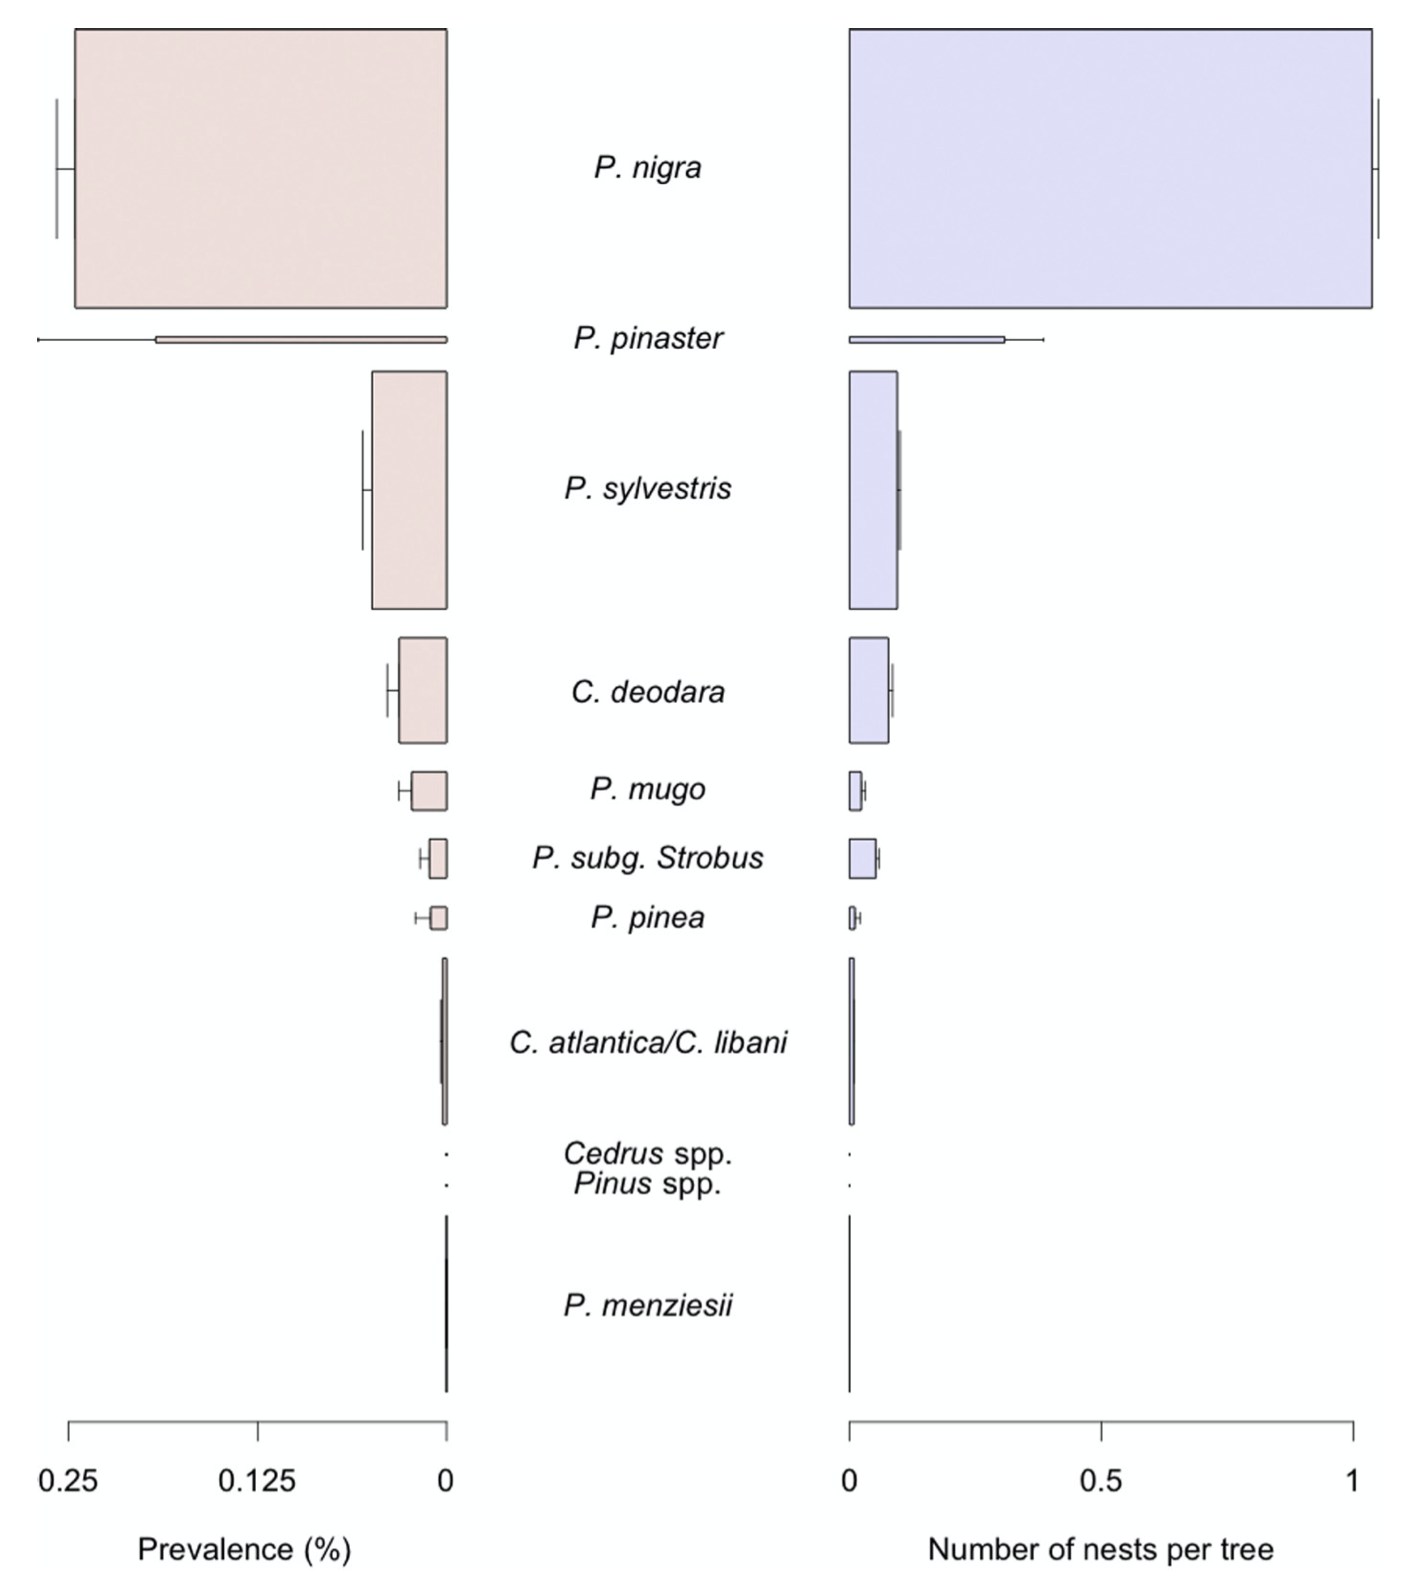 P. nigra
P. pinaster
P. sylvestris
C. deodara
P. mugo
P. subg. Strobus
P. pinea
C. atlantica/C. libani
Cedrus spp.
Pinus spp.
P. menziesii
0.25 0.125 0 0 0.5 1
Prevalence (%) Number of nests per tree